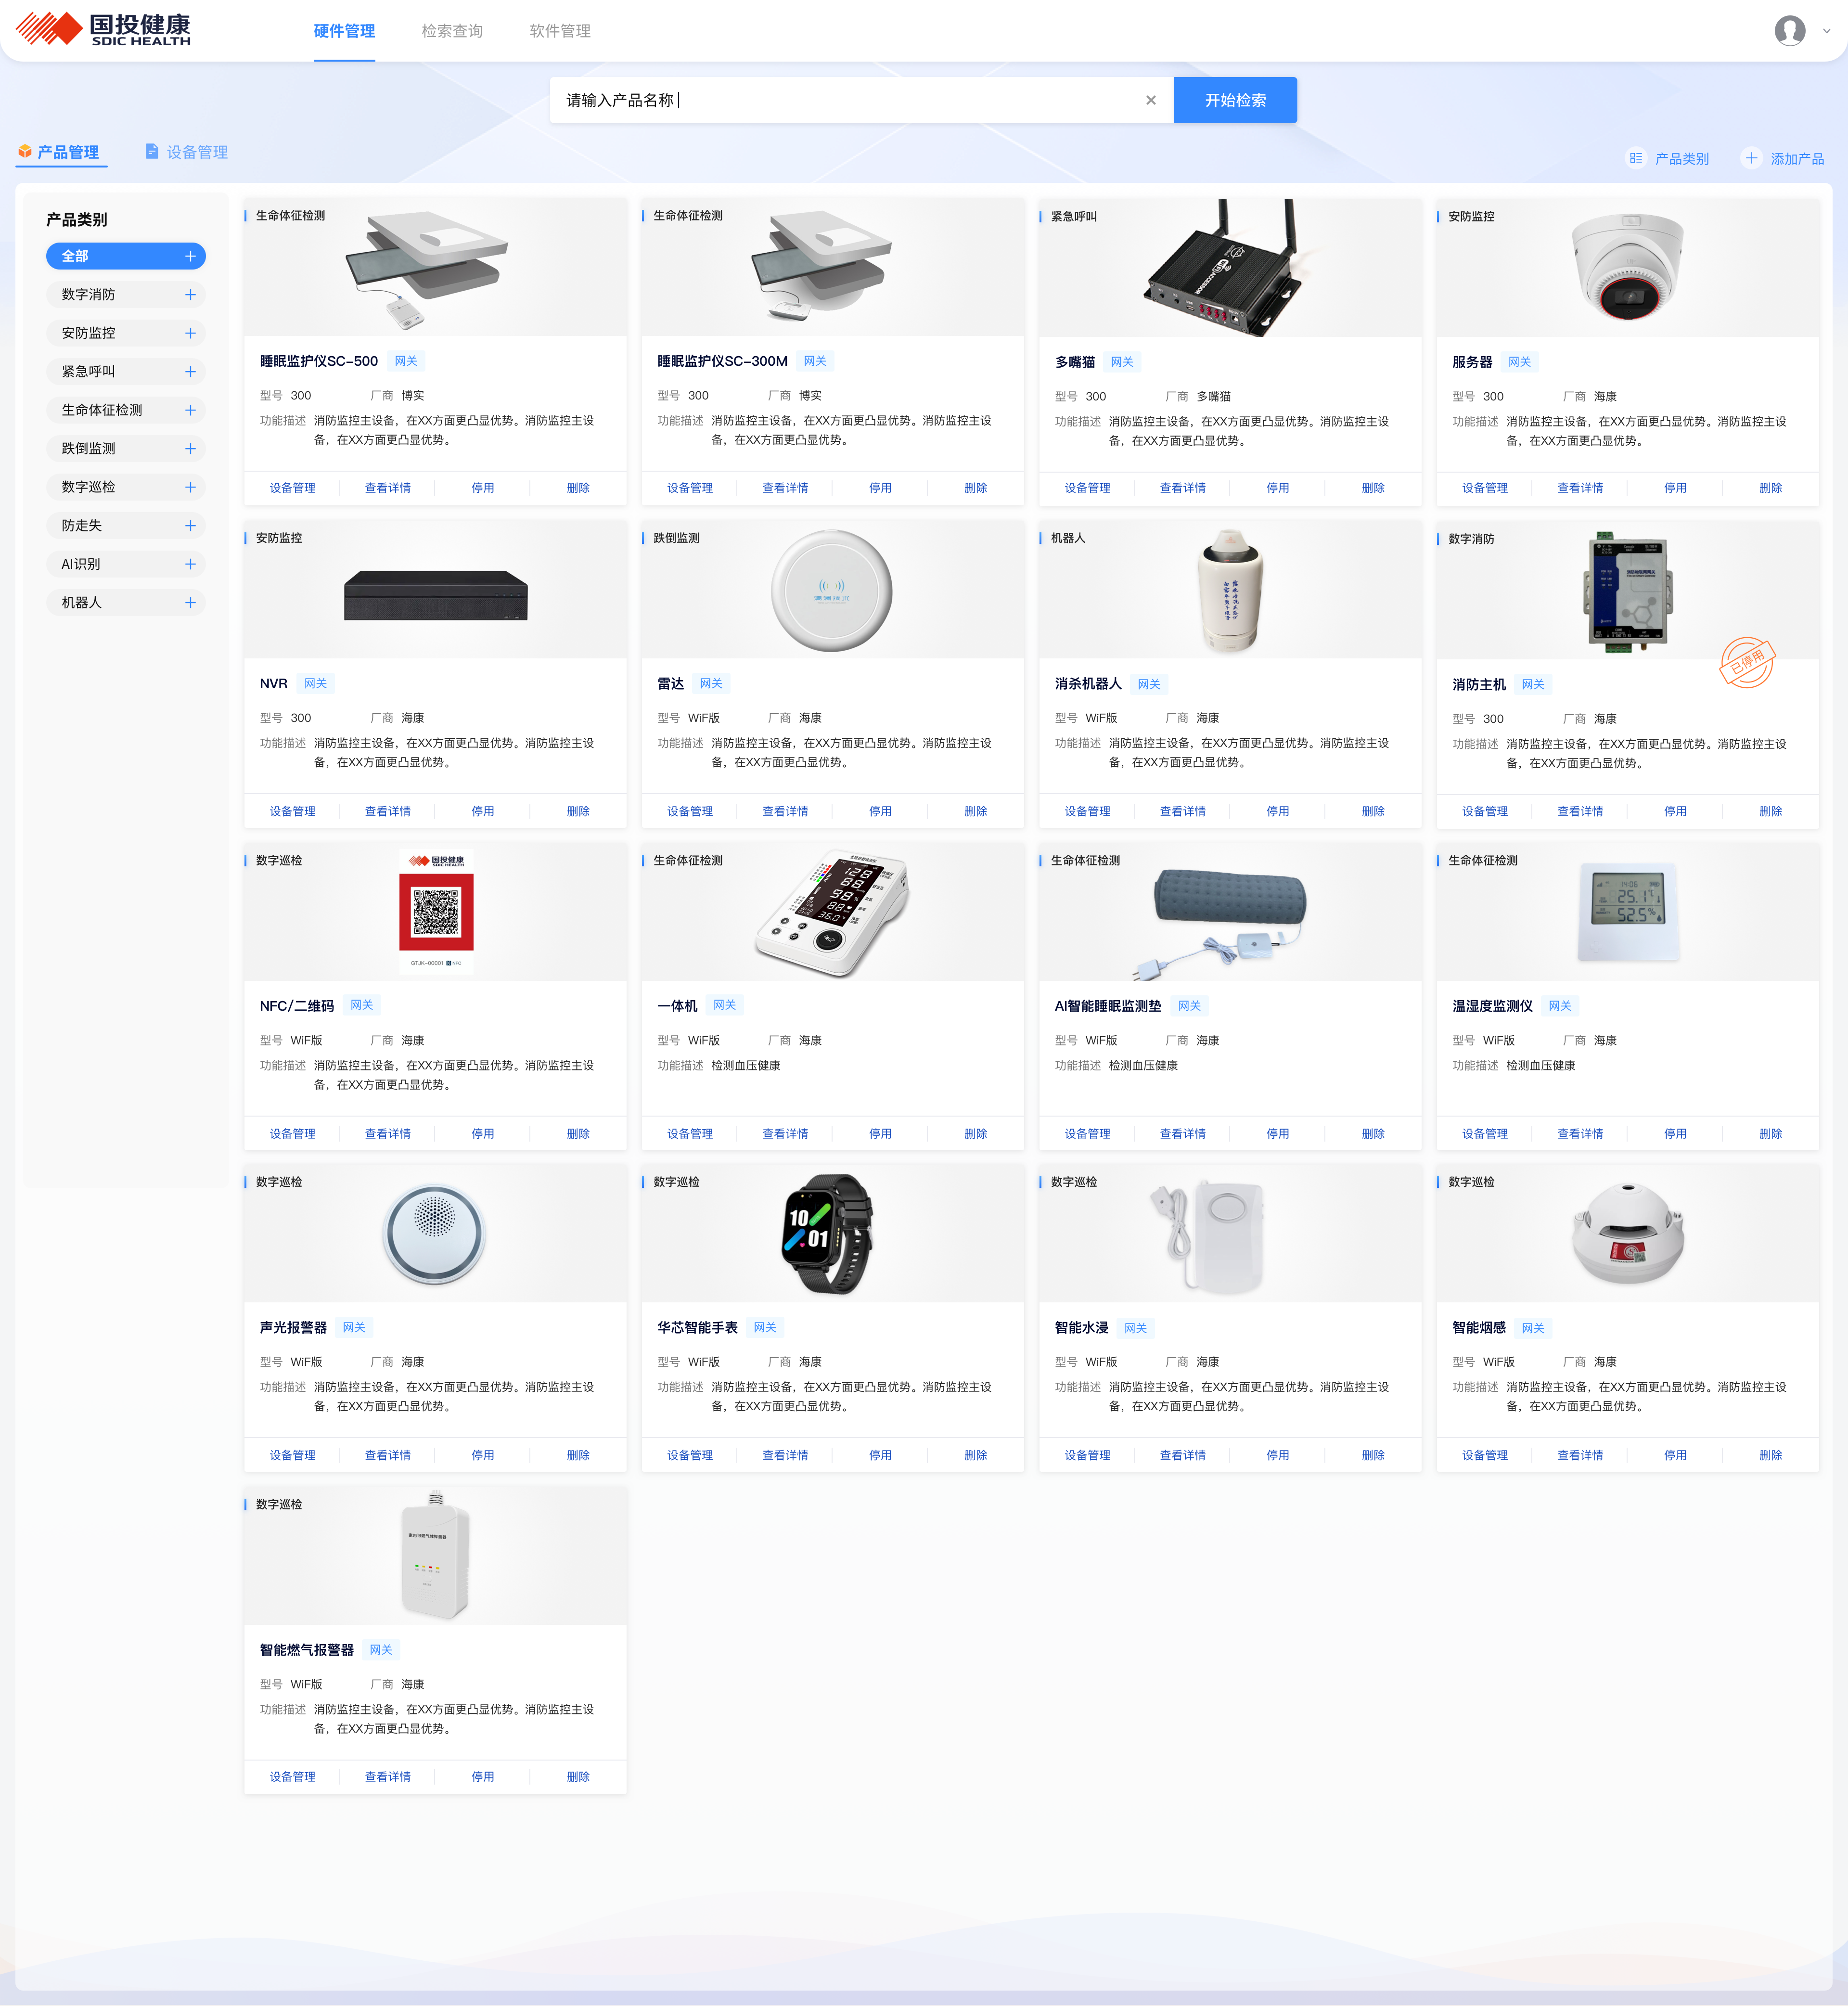 国投健康
SDIC HEALTH
硬件管理
检索查询
软件管理
请输入产品名称
开始检索
产品管理
设备管理
产品类别
添加产品
产品类别
全部
数字消防
安防监控
紧急呼叫
生命体征检测
跌倒监测
数字巡检
防走失
AI识别
机器人
生命体征检测
睡眠监护仪SC-500 网关
型号 300 厂商 博实
功能描述 消防监控主设备，在XX方面更凸显优势。消防监控主设
备，在XX方面更凸显优势。
设备管理 查看详情 停用 删除
生命体征检测
睡眠监护仪SC-300M 网关
型号 300 厂商 博实
功能描述 消防监控主设备，在XX方面更凸显优势。消防监控主设
备，在XX方面更凸显优势。
设备管理 查看详情 停用 删除
紧急呼叫
多嘴猫 网关
型号 300 厂商 多嘴猫
功能描述 消防监控主设备，在XX方面更凸显优势。消防监控主设
备，在XX方面更凸显优势。
设备管理 查看详情 停用 删除
安防监控
服务器 网关
型号 300 厂商 海康
功能描述 消防监控主设备，在XX方面更凸显优势。消防监控主设
备，在XX方面更凸显优势。
设备管理 查看详情 停用 删除
安防监控
NVR 网关
型号 300 厂商 海康
功能描述 消防监控主设备，在XX方面更凸显优势。消防监控主设
备，在XX方面更凸显优势。
设备管理 查看详情 停用 删除
跌倒监测
雷达 网关
型号 WiF版 厂商 海康
功能描述 消防监控主设备，在XX方面更凸显优势。消防监控主设
备，在XX方面更凸显优势。
设备管理 查看详情 停用 删除
机器人
消杀机器人 网关
型号 WiF版 厂商 海康
功能描述 消防监控主设备，在XX方面更凸显优势。消防监控主设
备，在XX方面更凸显优势。
设备管理 查看详情 停用 删除
数字消防
已停用
消防主机 网关
型号 300 厂商 海康
功能描述 消防监控主设备，在XX方面更凸显优势。消防监控主设
备，在XX方面更凸显优势。
设备管理 查看详情 停用 删除
数字巡检
国投健康
SDIC HEALTH
GTJK-00001 NFC
NFC/二维码 网关
型号 WiF版 厂商 海康
功能描述 消防监控主设备，在XX方面更凸显优势。消防监控主设
备，在XX方面更凸显优势。
设备管理 查看详情 停用 删除
生命体征检测
128
88
98%
88
36.0
一体机 网关
型号 WiF版 厂商 海康
功能描述 检测血压健康
设备管理 查看详情 停用 删除
生命体征检测
AI智能睡眠监测垫 网关
型号 WiF版 厂商 海康
功能描述 检测血压健康
设备管理 查看详情 停用 删除
生命体征检测
14:06
25.1℃
52.5%
温湿度监测仪 网关
型号 WiF版 厂商 海康
功能描述 检测血压健康
设备管理 查看详情 停用 删除
数字巡检
声光报警器 网关
型号 WiF版 厂商 海康
功能描述 消防监控主设备，在XX方面更凸显优势。消防监控主设
备，在XX方面更凸显优势。
设备管理 查看详情 停用 删除
数字巡检
10
01
华芯智能手表 网关
型号 WiF版 厂商 海康
功能描述 消防监控主设备，在XX方面更凸显优势。消防监控主设
备，在XX方面更凸显优势。
设备管理 查看详情 停用 删除
数字巡检
智能水浸 网关
型号 WiF版 厂商 海康
功能描述 消防监控主设备，在XX方面更凸显优势。消防监控主设
备，在XX方面更凸显优势。
设备管理 查看详情 停用 删除
数字巡检
智能烟感 网关
型号 WiF版 厂商 海康
功能描述 消防监控主设备，在XX方面更凸显优势。消防监控主设
备，在XX方面更凸显优势。
设备管理 查看详情 停用 删除
数字巡检
家用可燃气体探测器
智能燃气报警器 网关
型号 WiF版 厂商 海康
功能描述 消防监控主设备，在XX方面更凸显优势。消防监控主设
备，在XX方面更凸显优势。
设备管理 查看详情 停用 删除